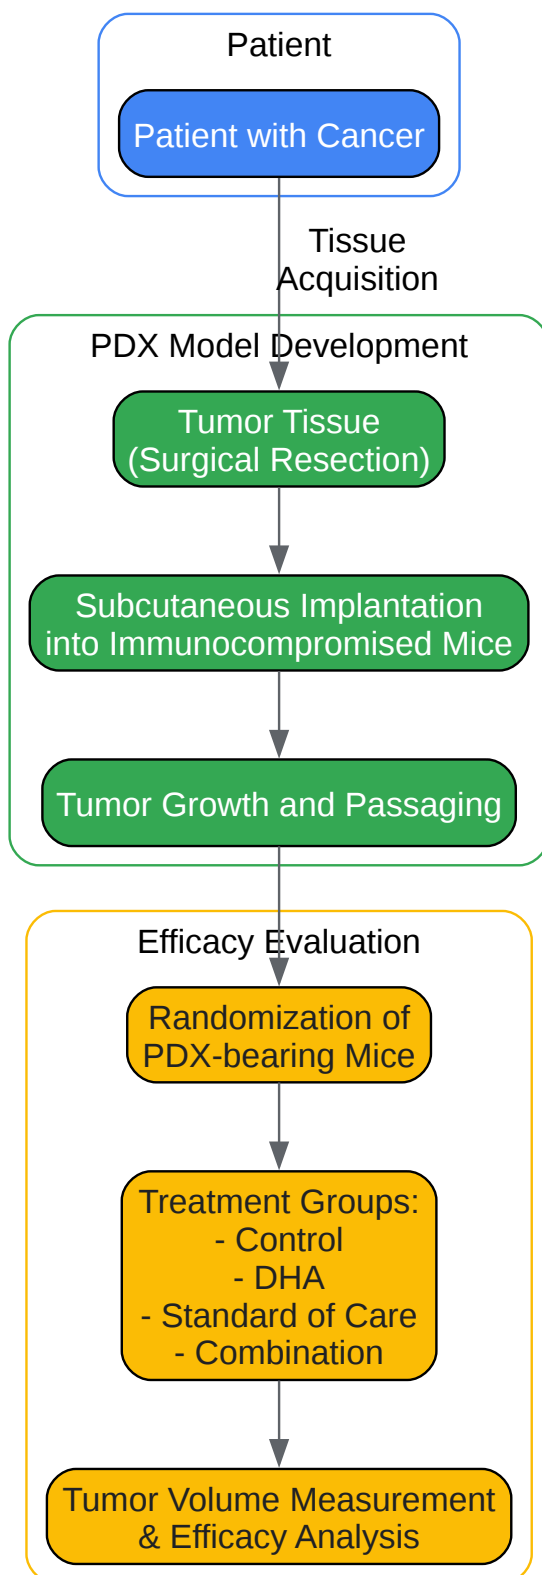 Patient
Patient with Cancer
Tissue
Acquisition
PDX Model Development
Tumor Tissue
(Surgical Resection)
Subcutaneous Implantation
into Immunocompromised Mice
Tumor Growth and Passaging
Efficacy Evaluation
Randomization of
PDX-bearing Mice
Treatment Groups:
- Control
- DHA
- Standard of Care
- Combination
Tumor Volume Measurement
& Efficacy Analysis